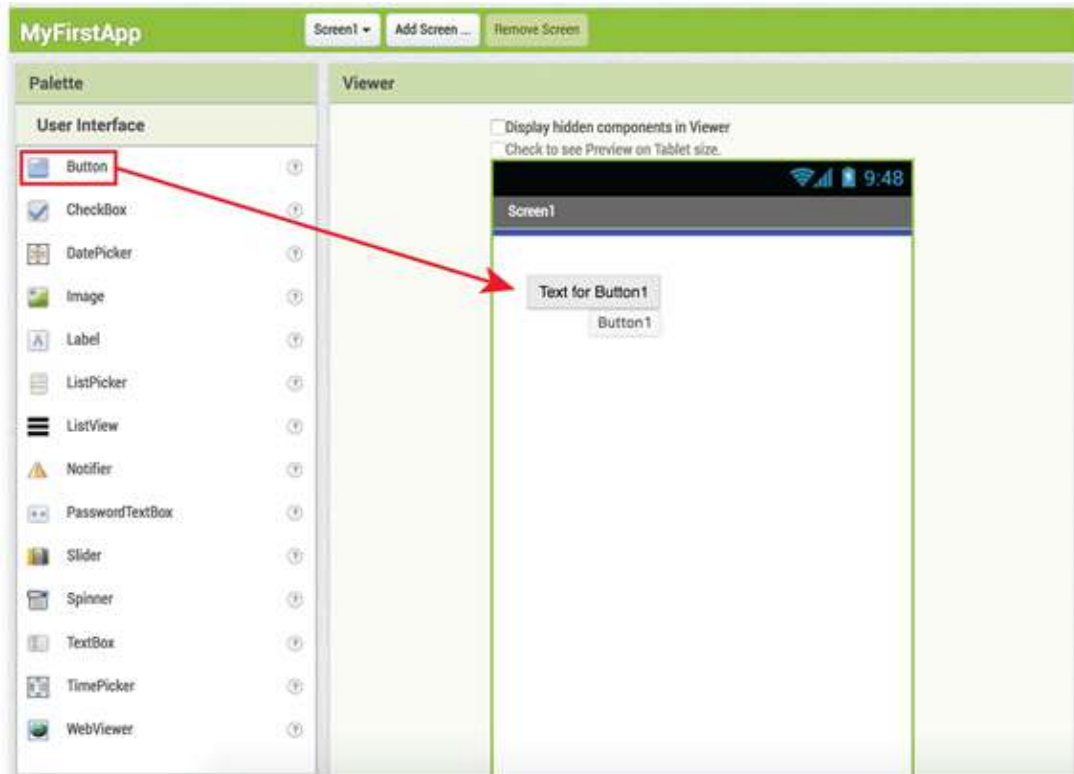 MyFirstApp
Screen1
Add Screen ...
Remove Screen
Palette
Viewer
User Interface
Display hidden components in Viewer
Check to see Preview on Tablet size.
Button
CheckBox
DatePicker
Image
Label
ListPicker
ListView
Notifier
PasswordTextBox
Slider
Spinner
TextBox
TimePicker
WebViewer
9:48
Screen1
Text for Button1
Button1